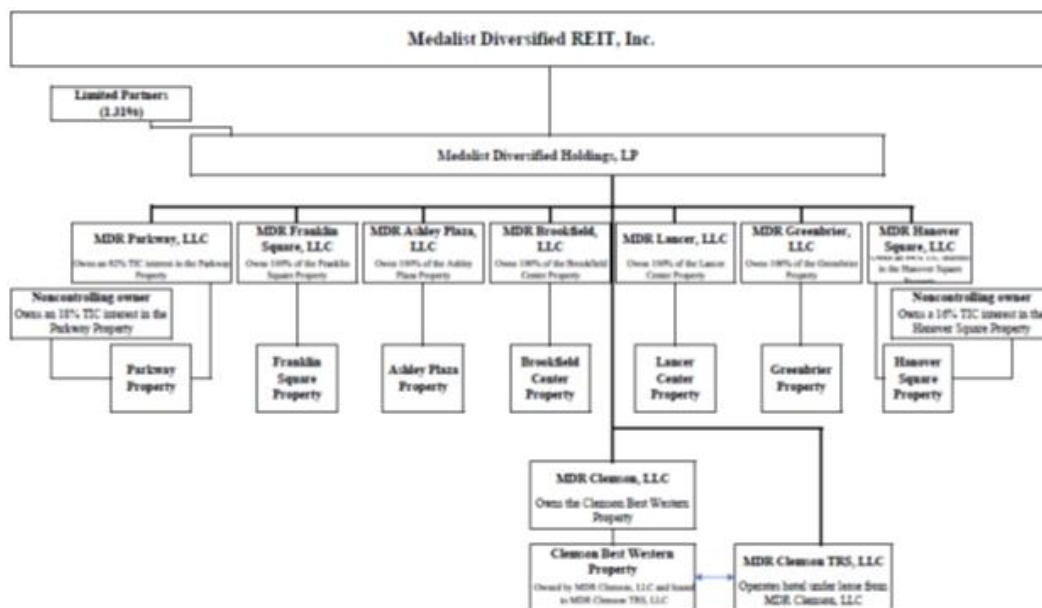 Medalist Diversified REIT, Inc.
Limited Partners
Medalist Diversified Holdings, LP
MDR Parkway, LLC
Owns an 82% TIC interest in the Parkway
Property
MDR Franklin
Square, LLC
Owns 100% of the Franklin
Square Property
MDR Ashley Plaza,
LLC
Owns 100% of the Ashley
Plaza Property
MDR Brookfield,
LLC
Owns 100% of the Brookfield
Center Property
MDR Lancer, LLC
Owns 100% of the Lancer
Center Property
MDR Greenbrier,
LLC
Owns 100% of the Greenbrier
Property
MDR Hanover
Square, LLC
in the Hanover Square
Noncontrolling owner
Owns an 18% TIC interest in the
Parkway Property
Noncontrolling owner
Owns a 16% TIC interest in the
Hanover Square Property
Parkway
Property
Franklin
Square
Property
Ashley Plaza
Property
Brookfield
Center
Property
Lancer
Center
Property
Greenbrier
Property
Hanover
Square
Property
MDR Clemson, LLC
Owns the Clemson Best Western
Property
Clemson Best Western
Property
Owned by MDR Clemson, LLC and leased
to MDR Clemson TRS, LLC
MDR Clemson TRS, LLC
Operates hotel under lease from
MDR Clemson, LLC